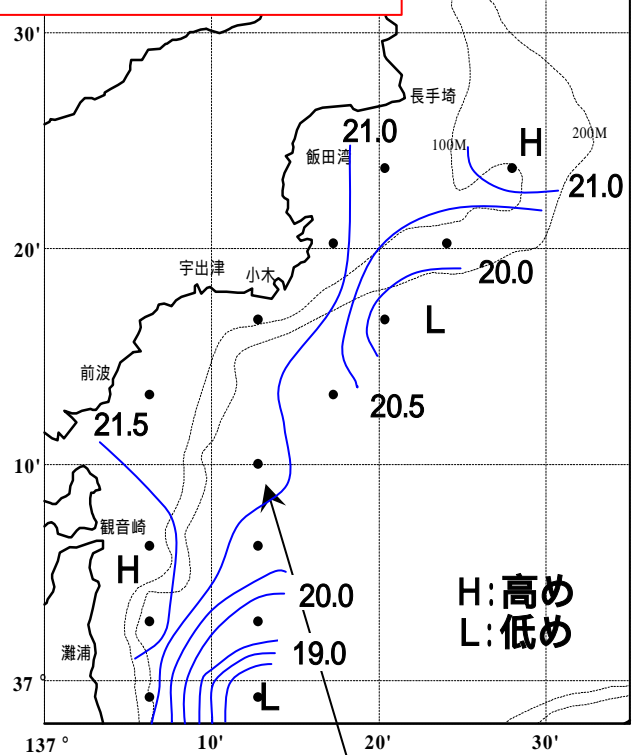 30'
長手埼
21.0
100M
H
200M
飯田湾
21.0
20'
宇出津
小木
20.0
L
前波
20.5
21.5
10'
観音崎
H
H:高め
20.0
L:低め
灘浦
19.0
37°
L
137°
10'
20'
30'